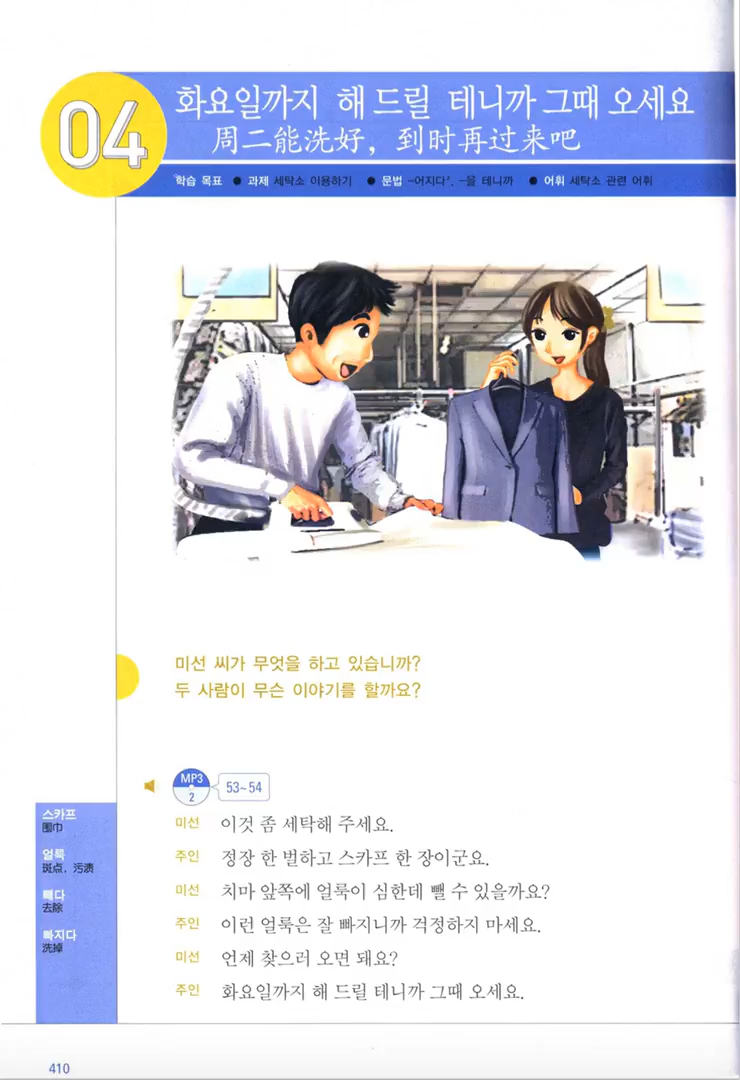 04
화요일까지 해 드릴 테니까 그때 오세요
周二能洗好，到时再过来吧
학습 목표 ● 과제 세탁소 이용하기 ● 문법 -어지다², -을 테니까 ● 어휘 세탁소 관련 어휘
미선 씨가 무엇을 하고 있습니까?
두 사람이 무슨 이야기를 할까요?
MP3
2
53~54
미선 이것 좀 세탁해 주세요.
주인 정장 한 벌하고 스카프 한 장이군요.
미선 치마 앞쪽에 얼룩이 심한데 뺄 수 있을까요?
주인 이런 얼룩은 잘 빠지니까 걱정하지 마세요.
미선 언제 찾으러 오면 돼요?
주인 화요일까지 해 드릴 테니까 그때 오세요.
스카프
围巾
얼룩
斑点，污渍
빼다
去除
빠지다
洗掉
410